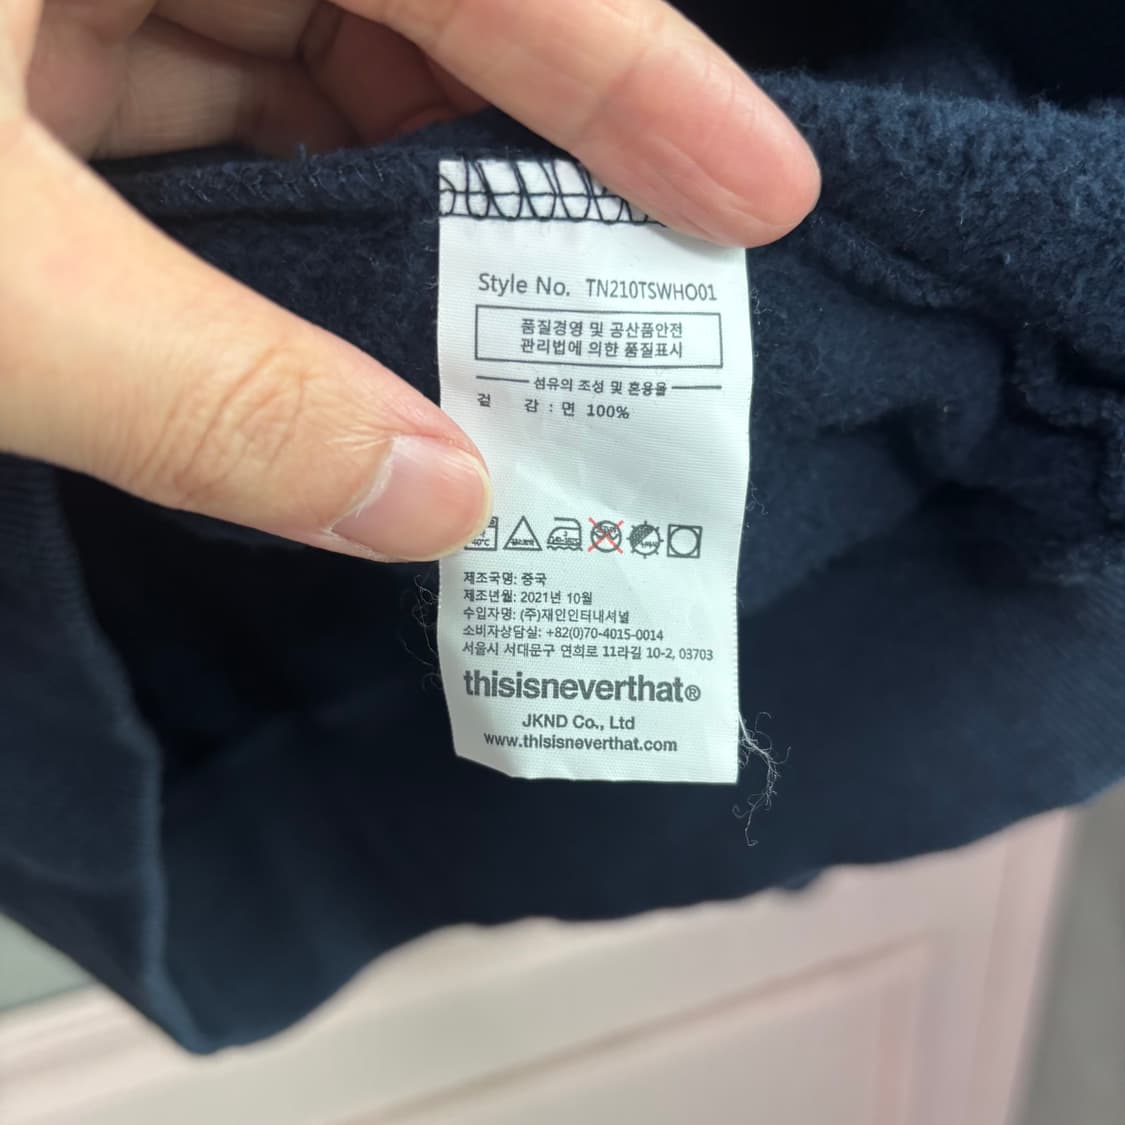 Style No. TN210TSWHO01
품질경영 및 공산품안전
관리법에 의한 품질표시
섬유의 조성 및 혼용율
겉 감 : 면 100%
40℃
제조국명: 중국
제조년월: 2021년 10월
수입자명: (주)재인인터내셔널
소비자상담실: +82(0)70-4015-0014
서울시 서대문구 연희로 11라길 10-2, 03703
thisisneverthat®
JKND Co., Ltd
www.thisisneverthat.com